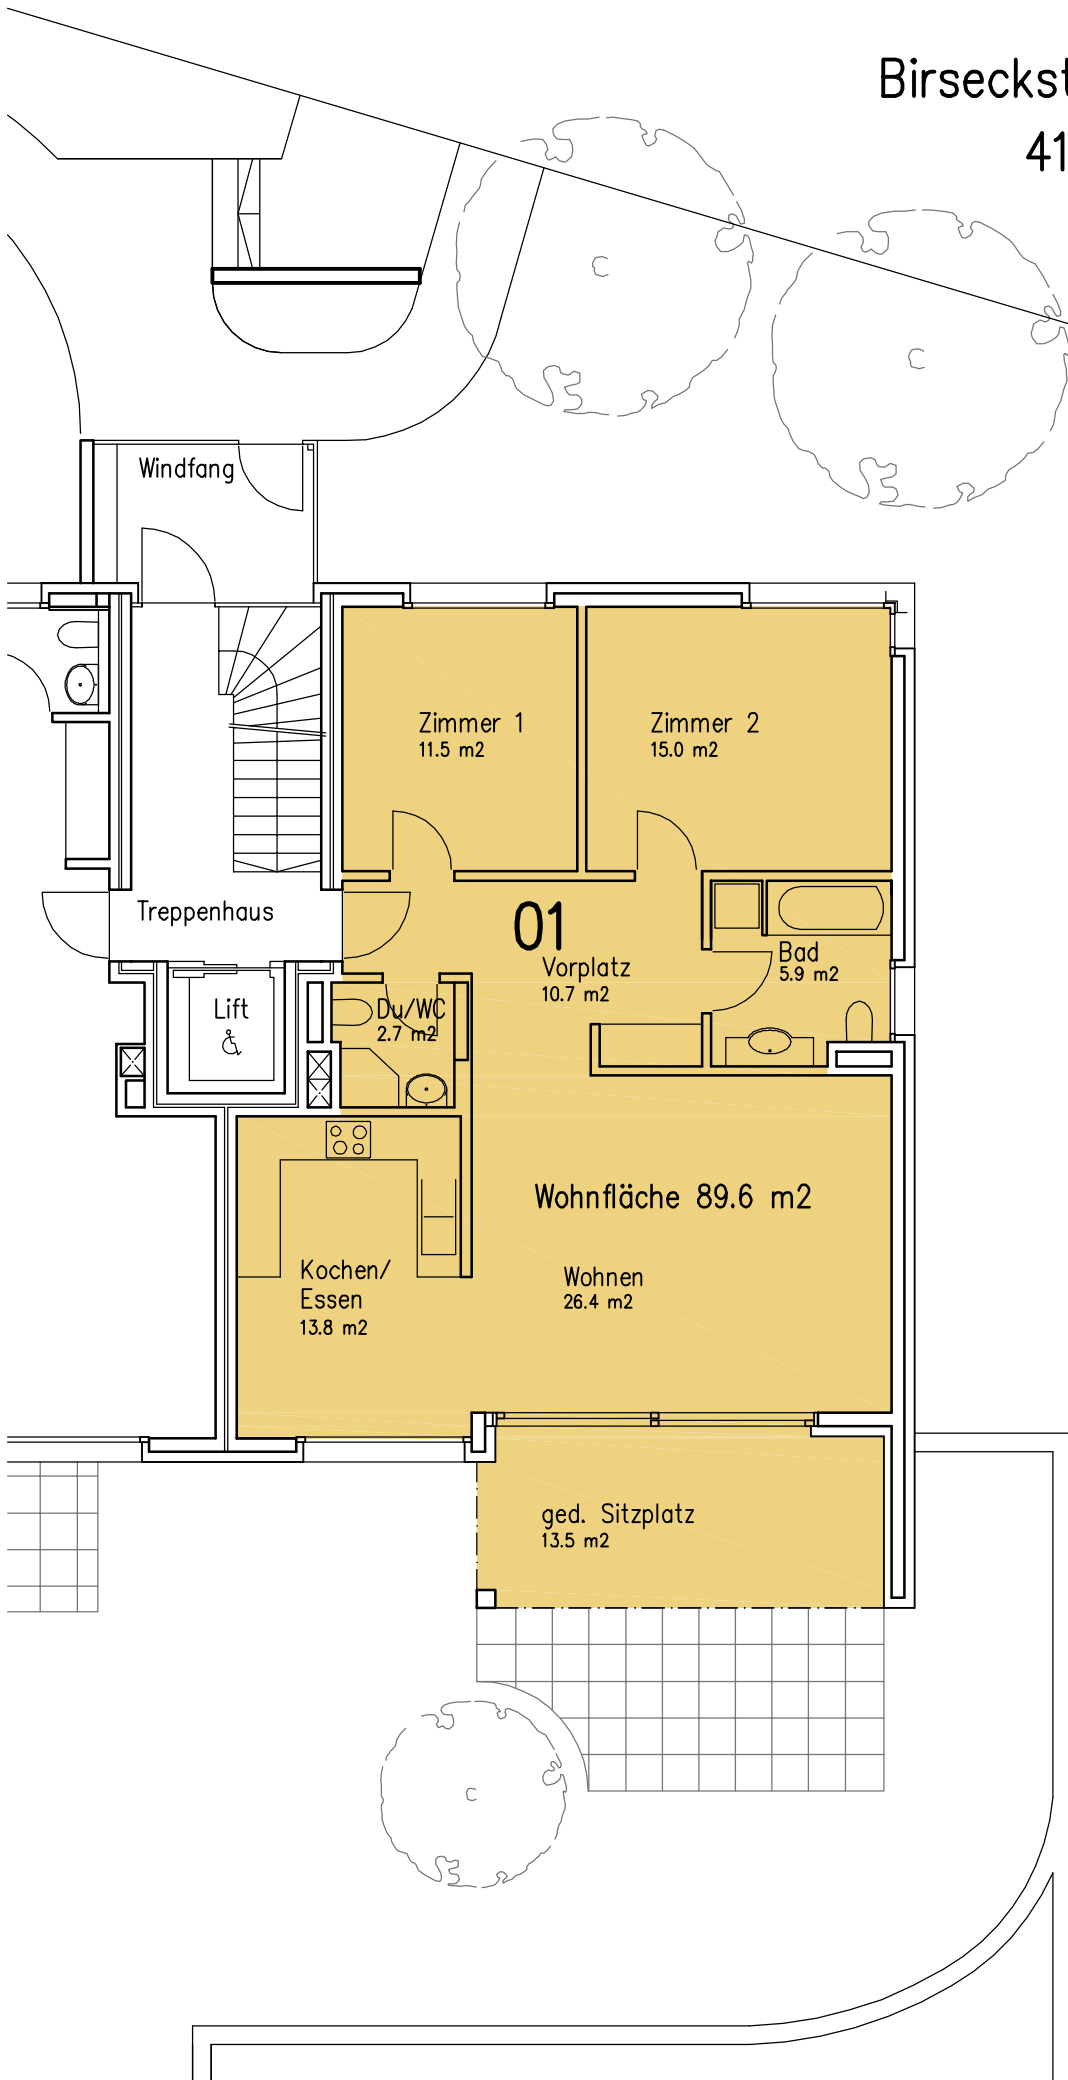 Birseckst
41
Windfang
Zimmer 1
11.5 m2
Zimmer 2
15.0 m2
Treppenhaus
01
Vorplatz
10.7 m2
Bad
5.9 m2
Lift
Du/WC
2.7 m2
Wohnfläche 89.6 m2
Kochen/
Essen
13.8 m2
Wohnen
26.4 m2
ged. Sitzplatz
13.5 m2